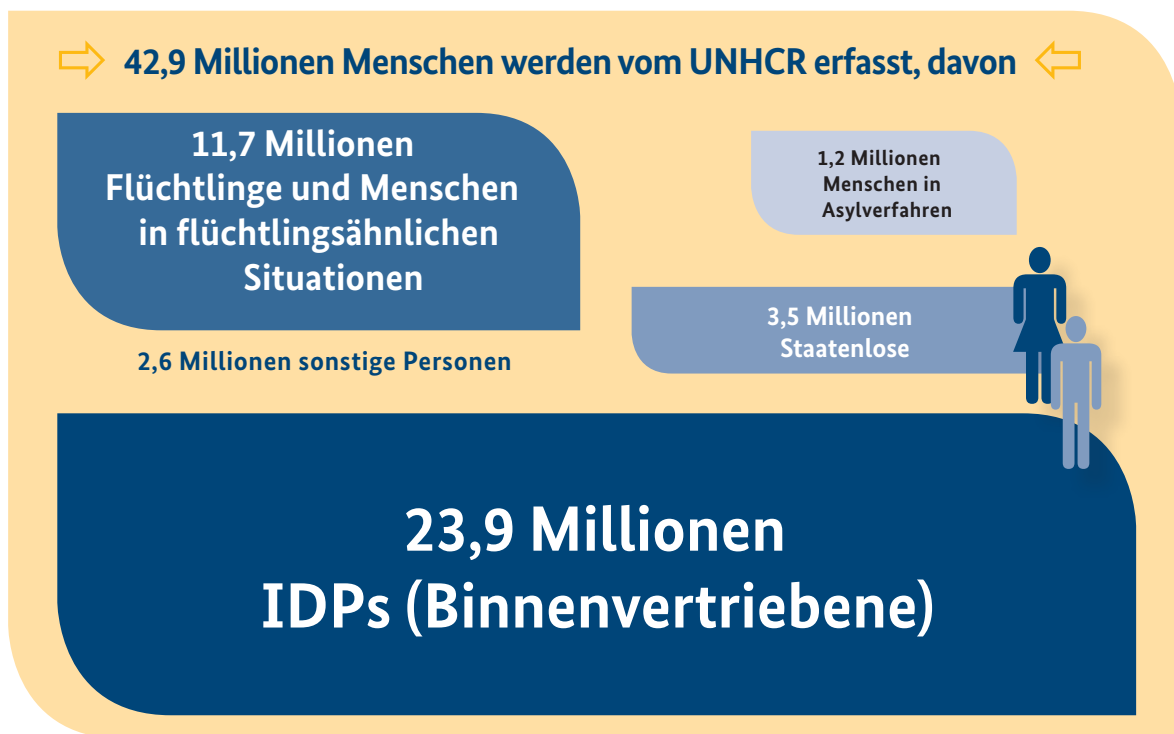 42,9 Millionen Menschen werden vom UNHCR erfasst, davon
11,7 Millionen
Flüchtlinge und Menschen
in flüchtlingsähnlichen
Situationen
1,2 Millionen
Menschen in
Asylverfahren
3,5 Millionen
Staatenlose
2,6 Millionen sonstige Personen
23,9 Millionen
IDPs (Binnenvertriebene)